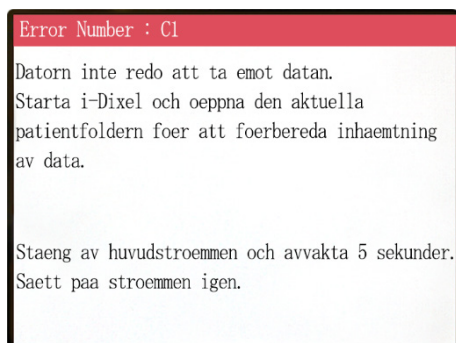 Error Number : C1
Datorn inte redo att ta emot datan.
Starta i-Dixel och oeppna den aktuella
patientfoldern foer att foerbereda inhaemtning
av data.
Staeng av huvudstroemmen och avvakta 5 sekunder.
Saett paa stroemmen igen.